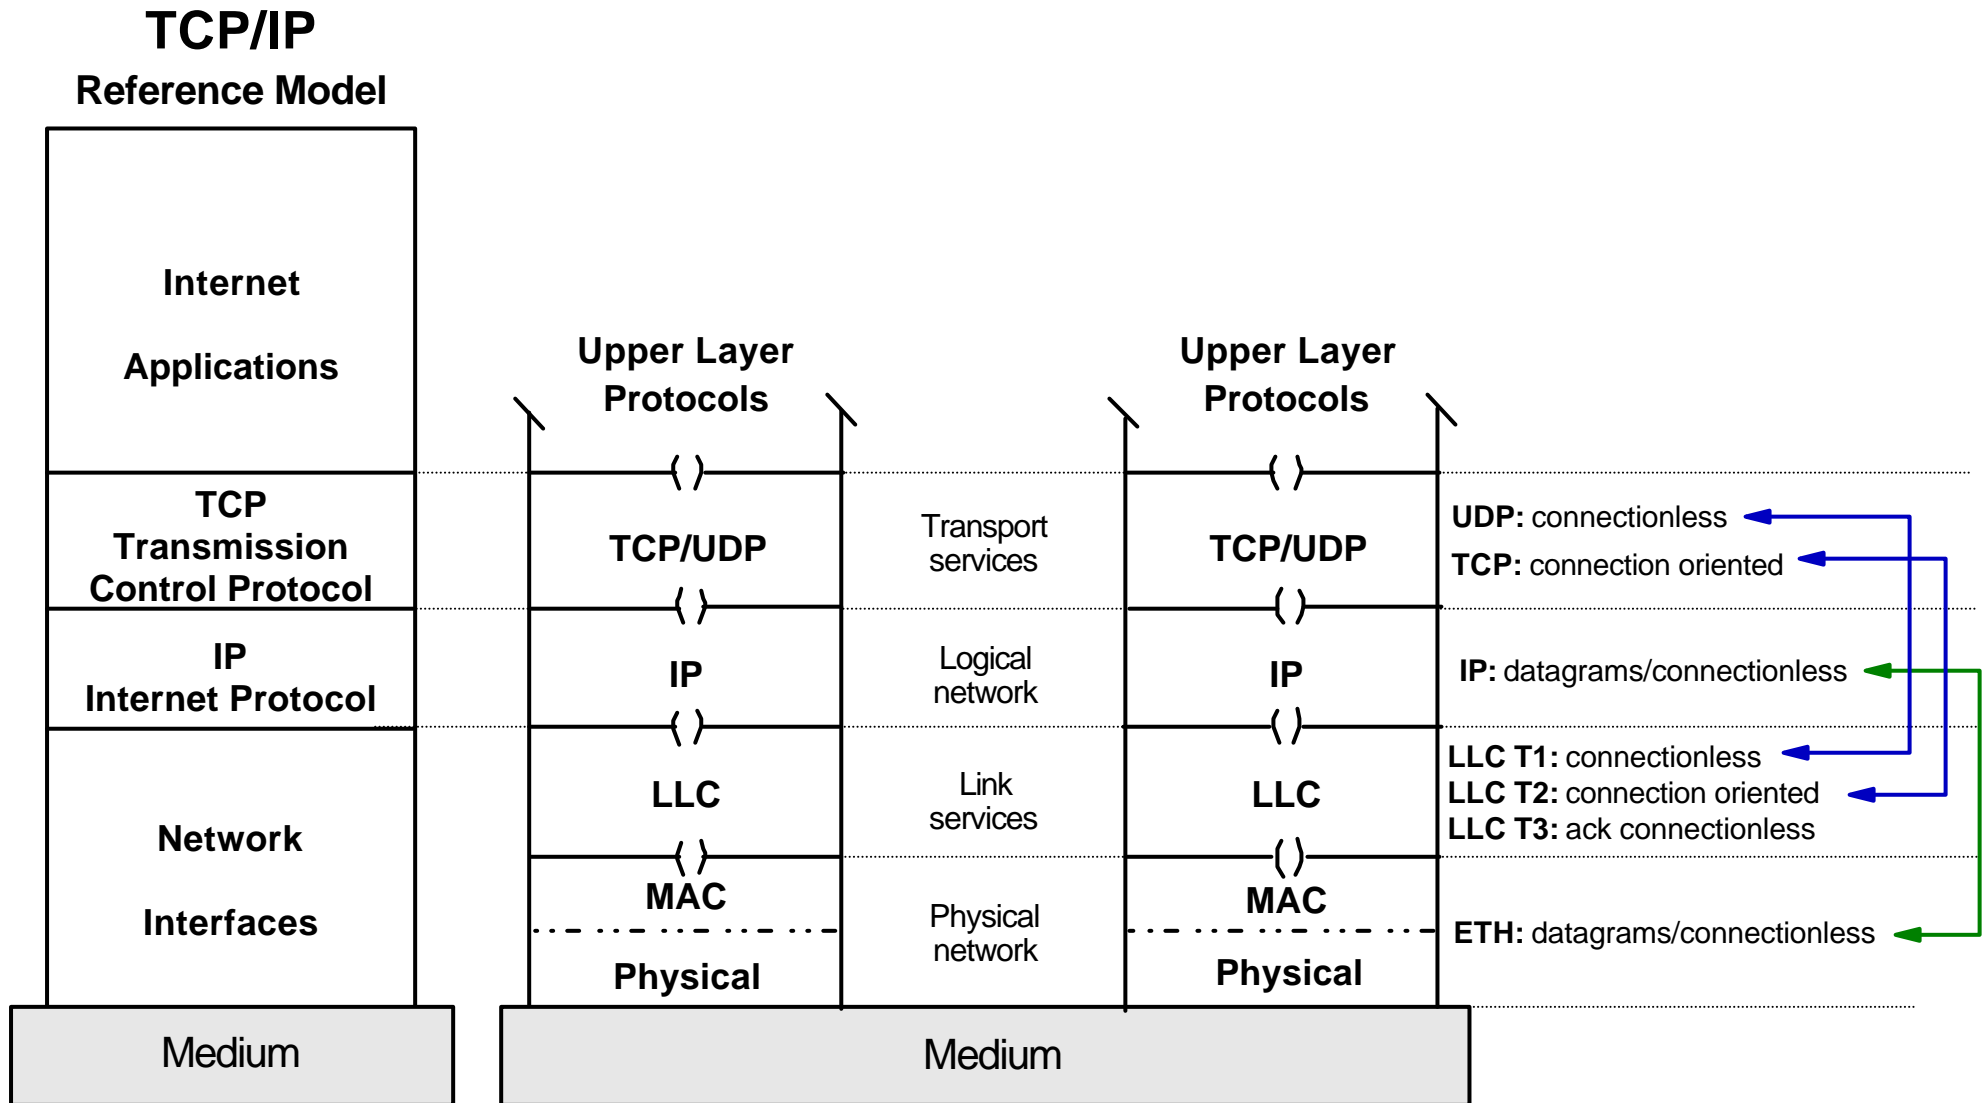 TCP/IP
Reference Model
Internet
Applications
TCP
Transmission
Control Protocol
IP
Internet Protocol
Network
Interfaces
Medium
Upper Layer
Protocols
TCP/UDP
IP
LLC
MAC
Physical
Transport
services
Logical
network
Link
services
Physical
network
Upper Layer
Protocols
TCP/UDP
IP
LLC
MAC
Physical
Medium
UDP: connectionless
TCP: connection oriented
IP: datagrams/connectionless
LLC T1: connectionless
LLC T2: connection oriented
LLC T3: ack connectionless
ETH: datagrams/connectionless